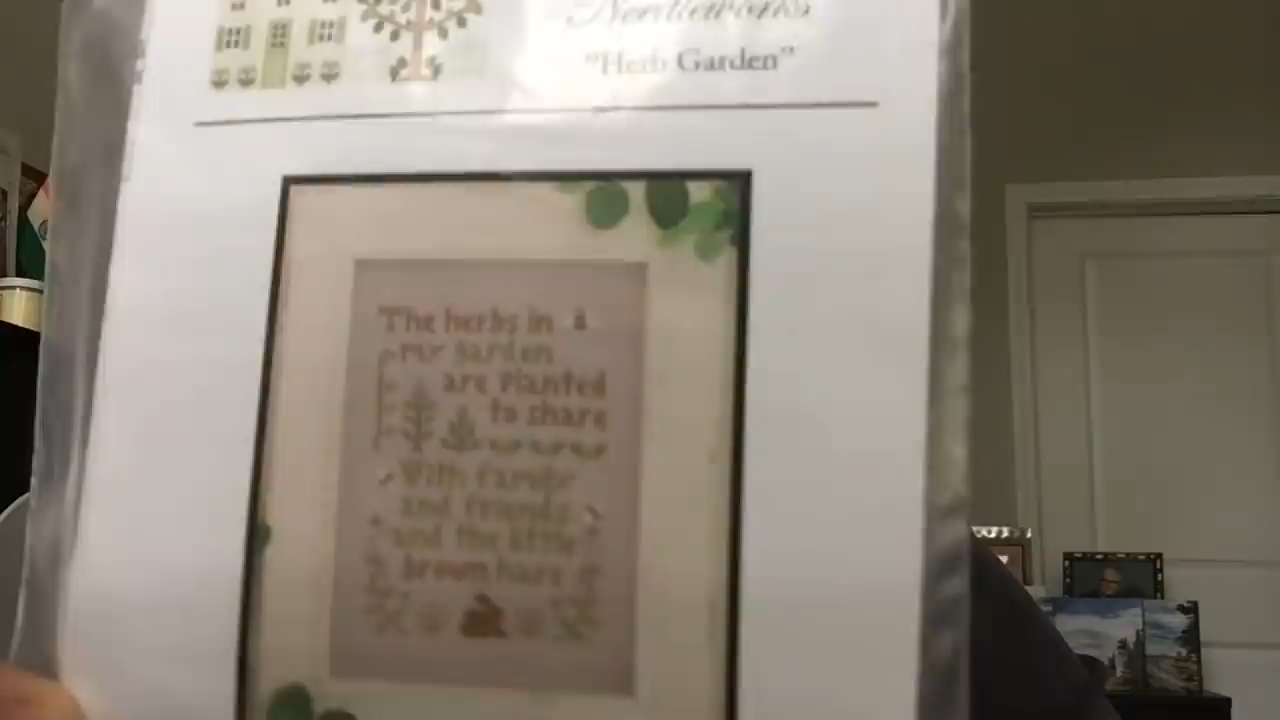 Needleworks
"Herb Garden"
The herbs in a
my garden
are planted
to share
With family
and friends
and the little
brown hare